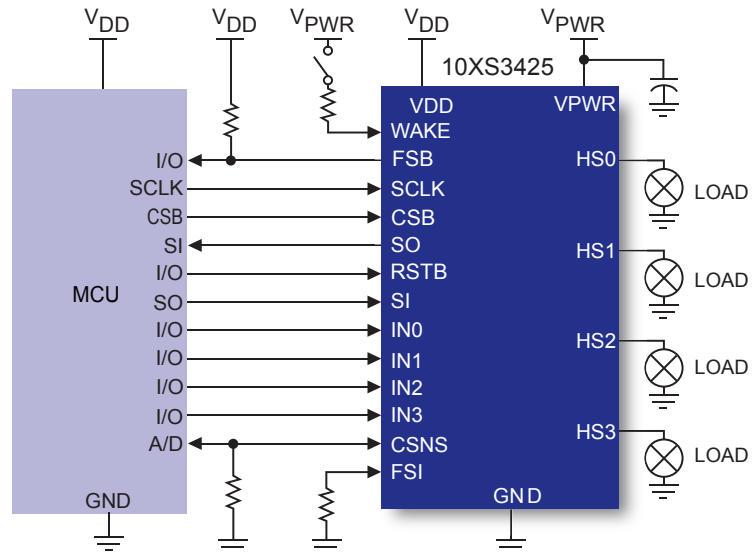 VDD
VDD
VPWR
VDD
VPWR
10XS3425
MCU
I/O
SCLK
CSB
SI
I/O
SO
I/O
I/O
I/O
I/O
A/D
GND
VDD
VPWR
WAKE
FSB
SCLK
CSB
SO
RSTB
SI
IN0
IN1
IN2
IN3
CSNS
FSI
GND
HS0
LOAD
HS1
LOAD
HS2
LOAD
HS3
LOAD